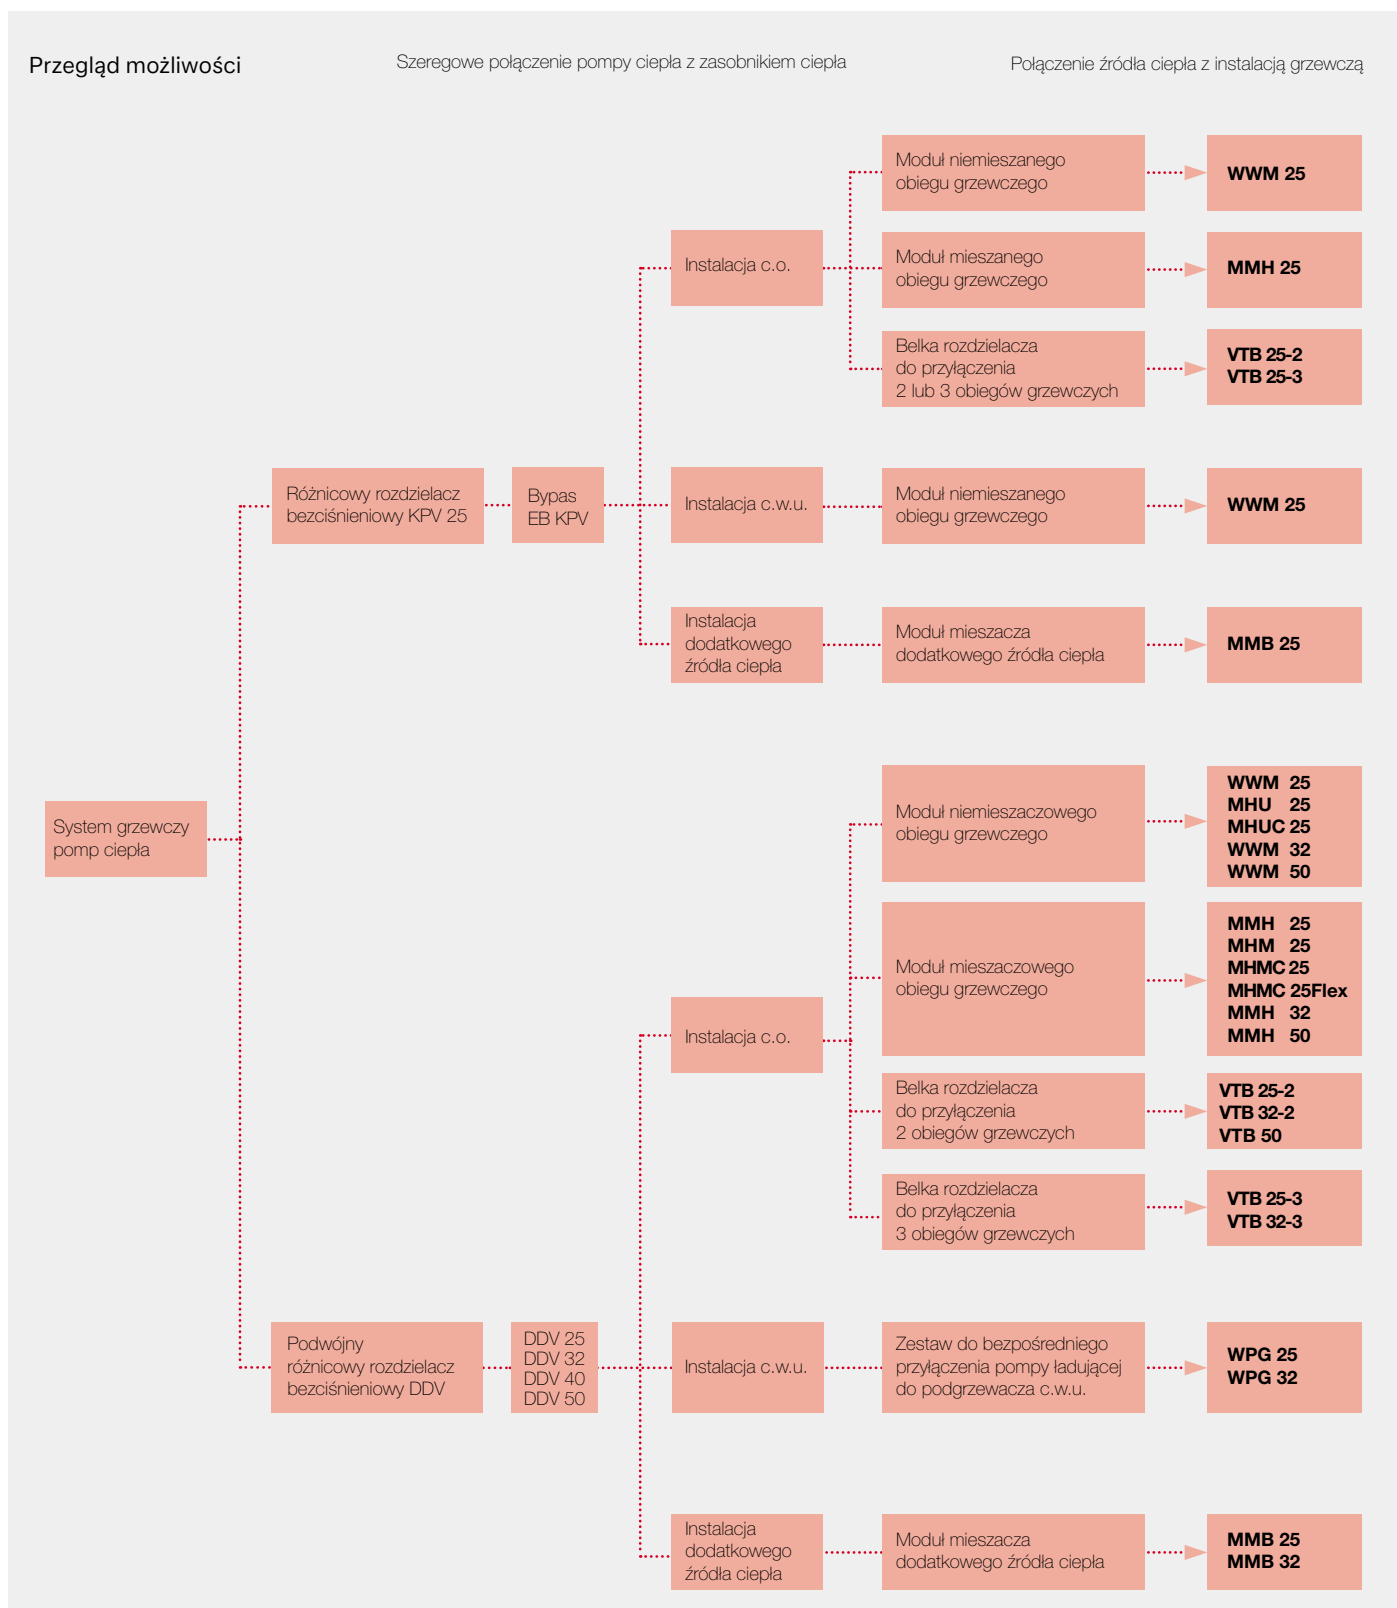 Przegląd możliwości
Szeregowe połączenie pompy ciepła z zasobnikiem ciepła
Połączenie źródła ciepła z instalacją grzewczą
System grzewczy
pomp ciepła
Różnicowy rozdzielacz
bezciśnieniowy KPV 25
Bypas
EB KPV
Instalacja c.o.
Moduł niemieszanego
obiegu grzewczego
WWM 25
Moduł mieszanego
obiegu grzewczego
MMH 25
Belka rozdzielacza
do przyłączenia
2 lub 3 obiegów grzewczych
VTB 25-2
VTB 25-3
Instalacja c.w.u.
Moduł niemieszanego
obiegu grzewczego
WWM 25
Instalacja
dodatkowego
źródła ciepła
Moduł mieszacza
dodatkowego źródła ciepła
MMB 25
Podwójny
różnicowy rozdzielacz
bezciśnieniowy DDV
DDV 25
DDV 32
DDV 40
DDV 50
Instalacja c.o.
Moduł niemieszaczowego
obiegu grzewczego
WWM 25
MHU 25
MHUC 25
WWM 32
WWM 50
Moduł mieszaczowego
obiegu grzewczego
MMH 25
MHM 25
MHMC 25
MHMC 25Flex
MMH 32
MMH 50
Belka rozdzielacza
do przyłączenia
2 obiegów grzewczych
VTB 25-2
VTB 32-2
VTB 50
Belka rozdzielacza
do przyłączenia
3 obiegów grzewczych
VTB 25-3
VTB 32-3
Instalacja c.w.u.
Zestaw do bezpośredniego
przyłączenia pompy ładującej
do podgrzewacza c.w.u.
WPG 25
WPG 32
Instalacja
dodatkowego
źródła ciepła
Moduł mieszacza
dodatkowego źródła ciepła
MMB 25
MMB 32